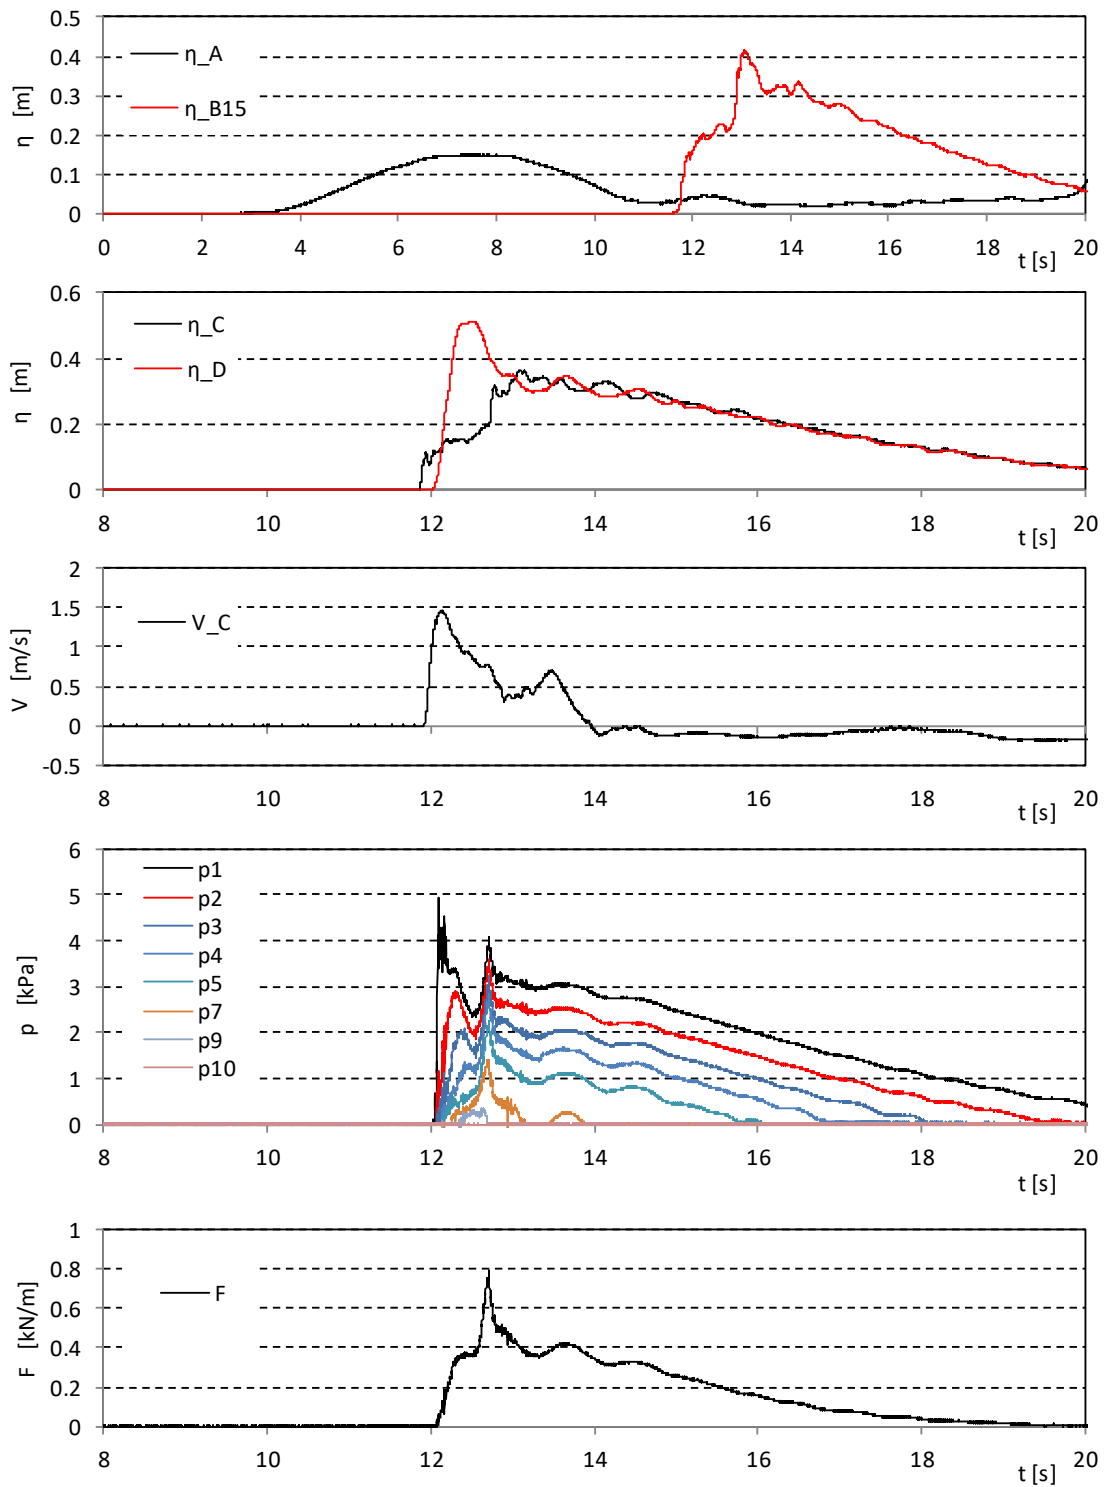 0.5
0.4
0.3
0.2
0.1
0
η [m]
η_A
η_B15
0 2 4 6 8 10 12 14 16 18 20
t [s]
0.6
0.4
0.2
0
η [m]
η_C
η_D
8 10 12 14 16 18 20
t [s]
2
1.5
1
0.5
0
-0.5
V [m/s]
V_C
8 10 12 14 16 18 20
t [s]
6
5
4
3
2
1
0
p [kPa]
p1
p2
p3
p4
p5
p7
p9
p10
8 10 12 14 16 18 20
t [s]
1
0.8
0.6
0.4
0.2
0
F [kN/m]
F
8 10 12 14 16 18 20
t [s]